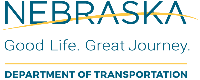 NEBRASKA
Good Life. Great Journey.
DEPARTMENT OF TRANSPORTATION